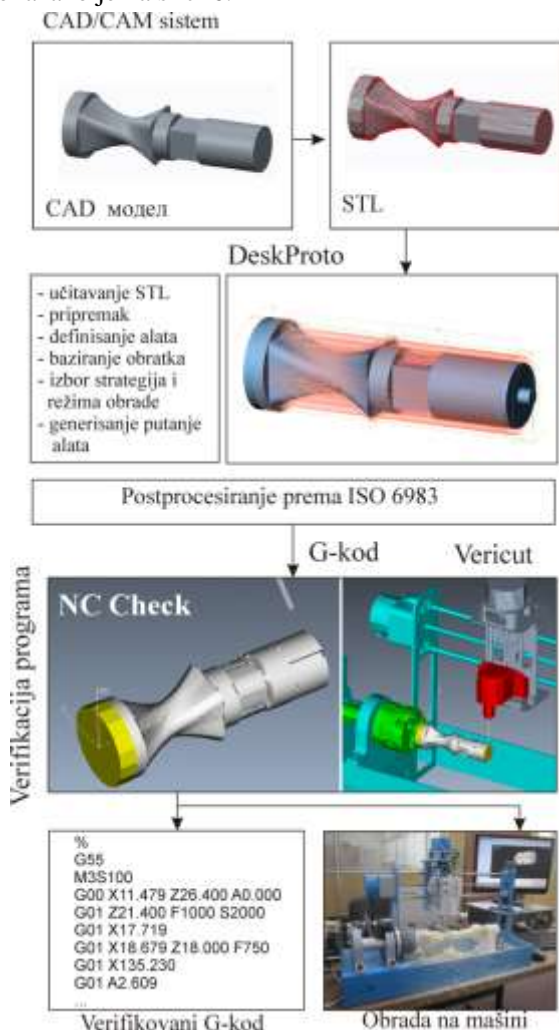 CAD/CAM sistem
CAD модел
STL
DeskProto
- učitavanje STL
- pripremak
- definisanje alata
- baziranje obratka
- izbor strategija i
režima obrade
- generisanje putanje
alata
Postprocesiranje prema ISO 6983
G-kod
Vericut
Verifikacija programa
NC Check
%
G55
M3S100
G00 X11.479 Z26.400 A0.000
G01 Z21.400 F1000 S2000
G01 X17.719
G01 X18.679 Z18.000 F750
G01 X135.230
G01 A2.609
...
Verifikovani G-kod
Obrada na mašini